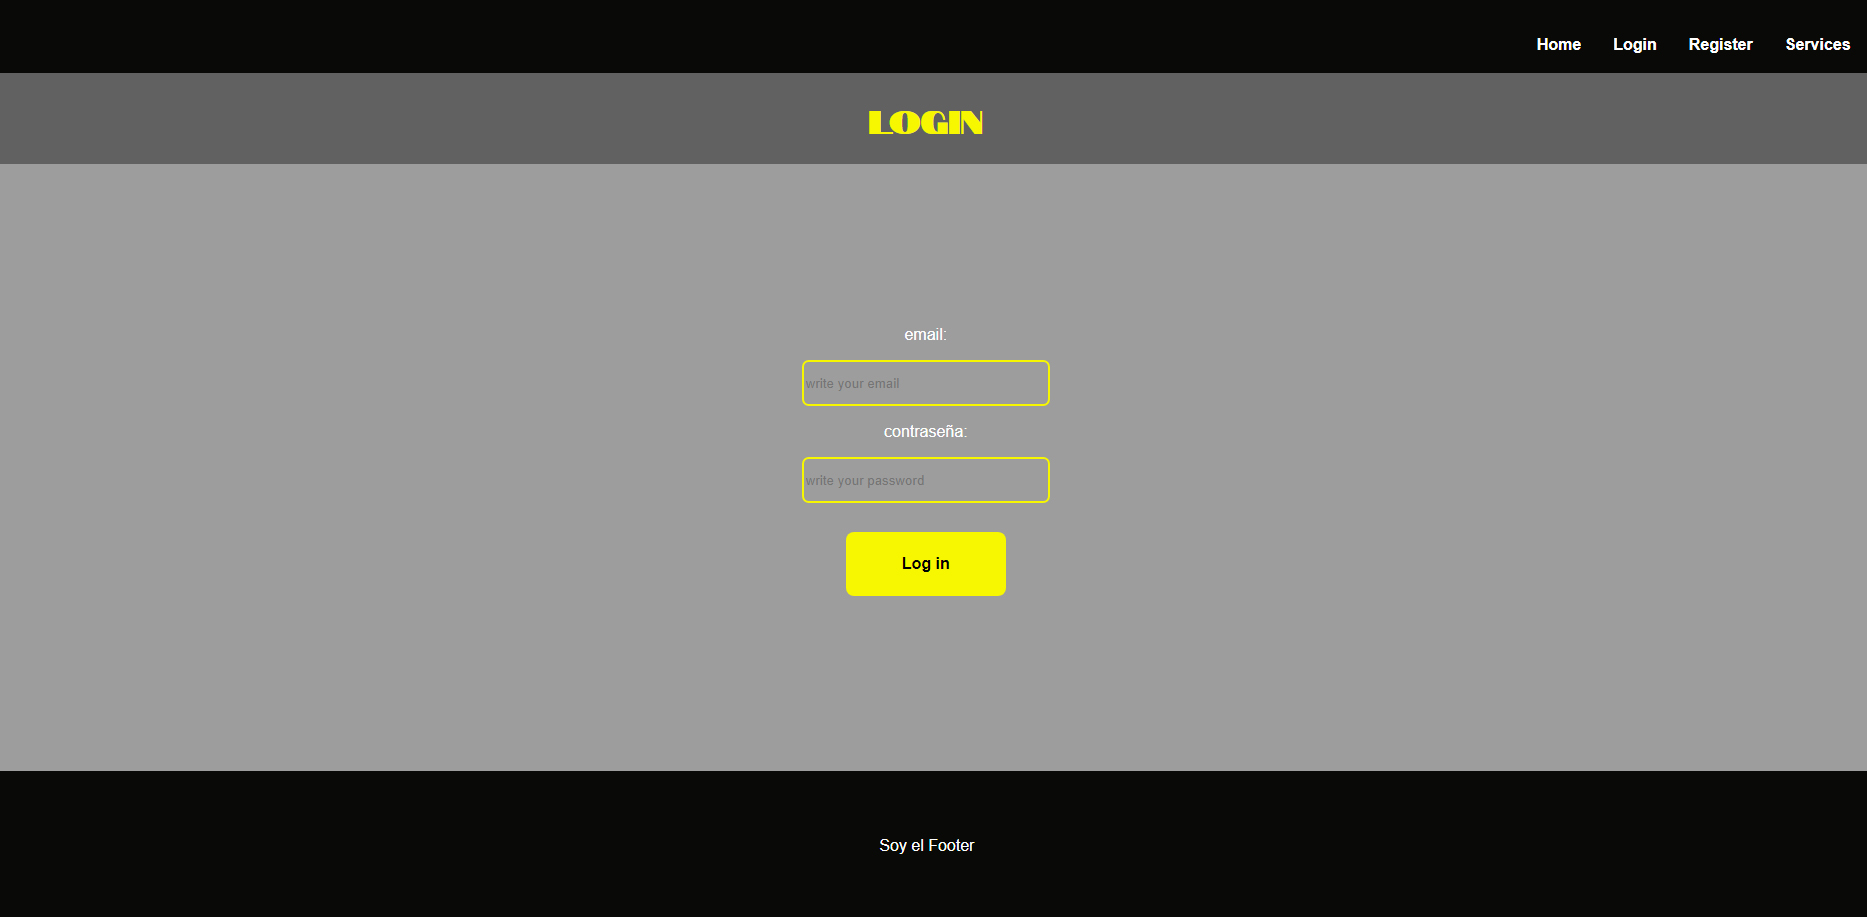 Home Login Register Services
LOGIN
email:
write your email
contraseña:
write your password
Log in
Soy el Footer